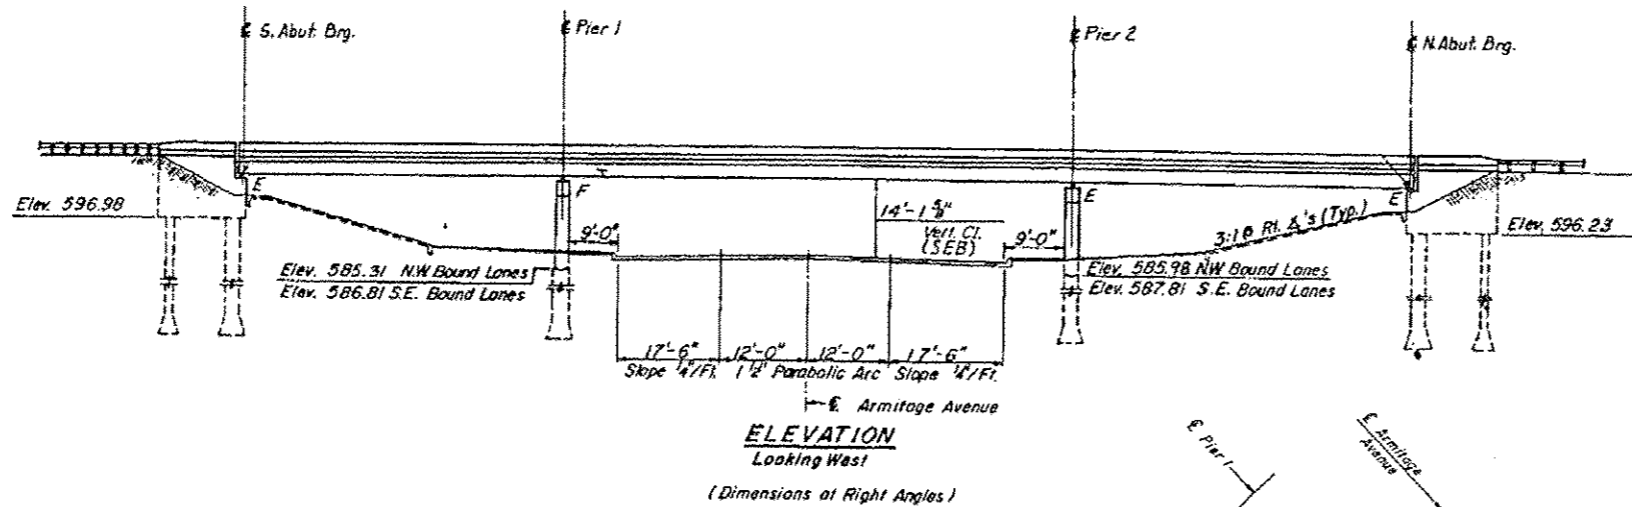 ℄ S. Abut. Brg.
℄ Pier 1
℄ Pier 2
℄ N. Abut. Brg.
E
F
E
E
Elev. 596.98
14'-1 5/8"
Vert. Cl.
(SEB)
9'-0"
9'-0"
3:1 @ Rt. ∠'s (Typ.)
Elev. 596.23
Elev. 585.31 N.W. Bound Lanes
Elev. 586.81 S.E. Bound Lanes
Elev. 585.98 N.W. Bound Lanes
Elev. 587.81 S.E. Bound Lanes
17'-6" 12'-0" 12'-0" 17'-6"
Slope 1/4"/Ft. 1 1/2" Parabolic Arc Slope 1/4"/Ft.
℄ Armitage Avenue
ELEVATION
Looking West
(Dimensions at Right Angles)
℄ Pier 1
℄ Armitage
Avenue